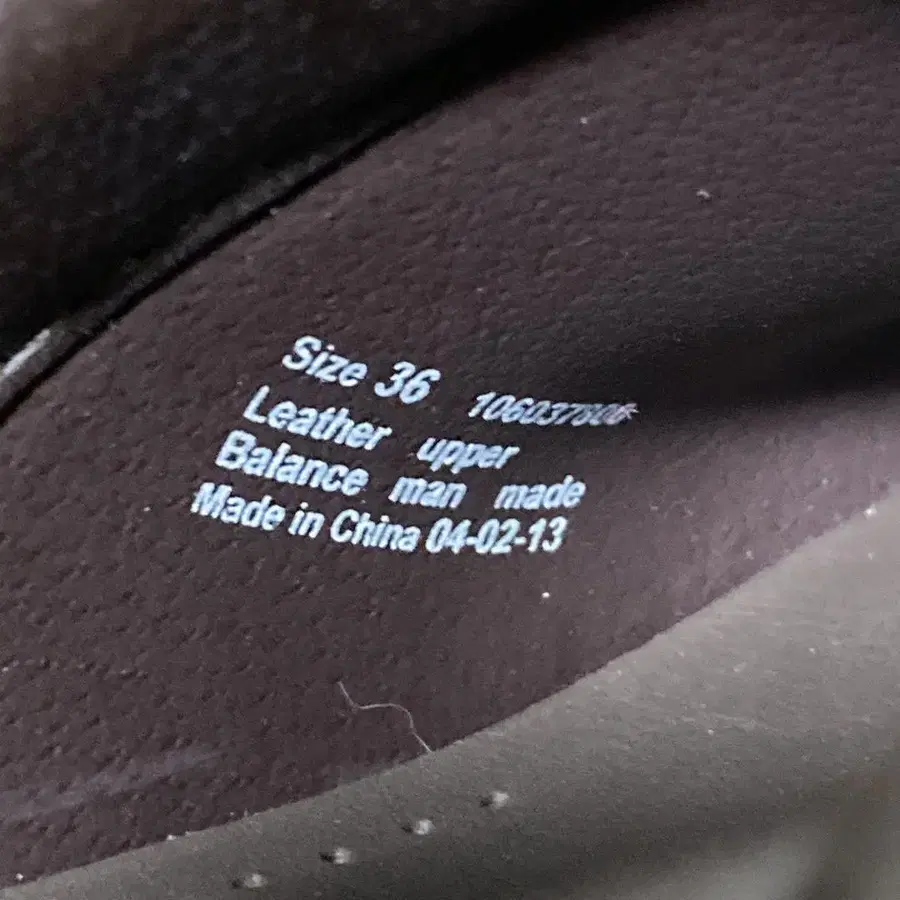 Size 36
Leather upper
Balance man made
Made in China 04-02-13